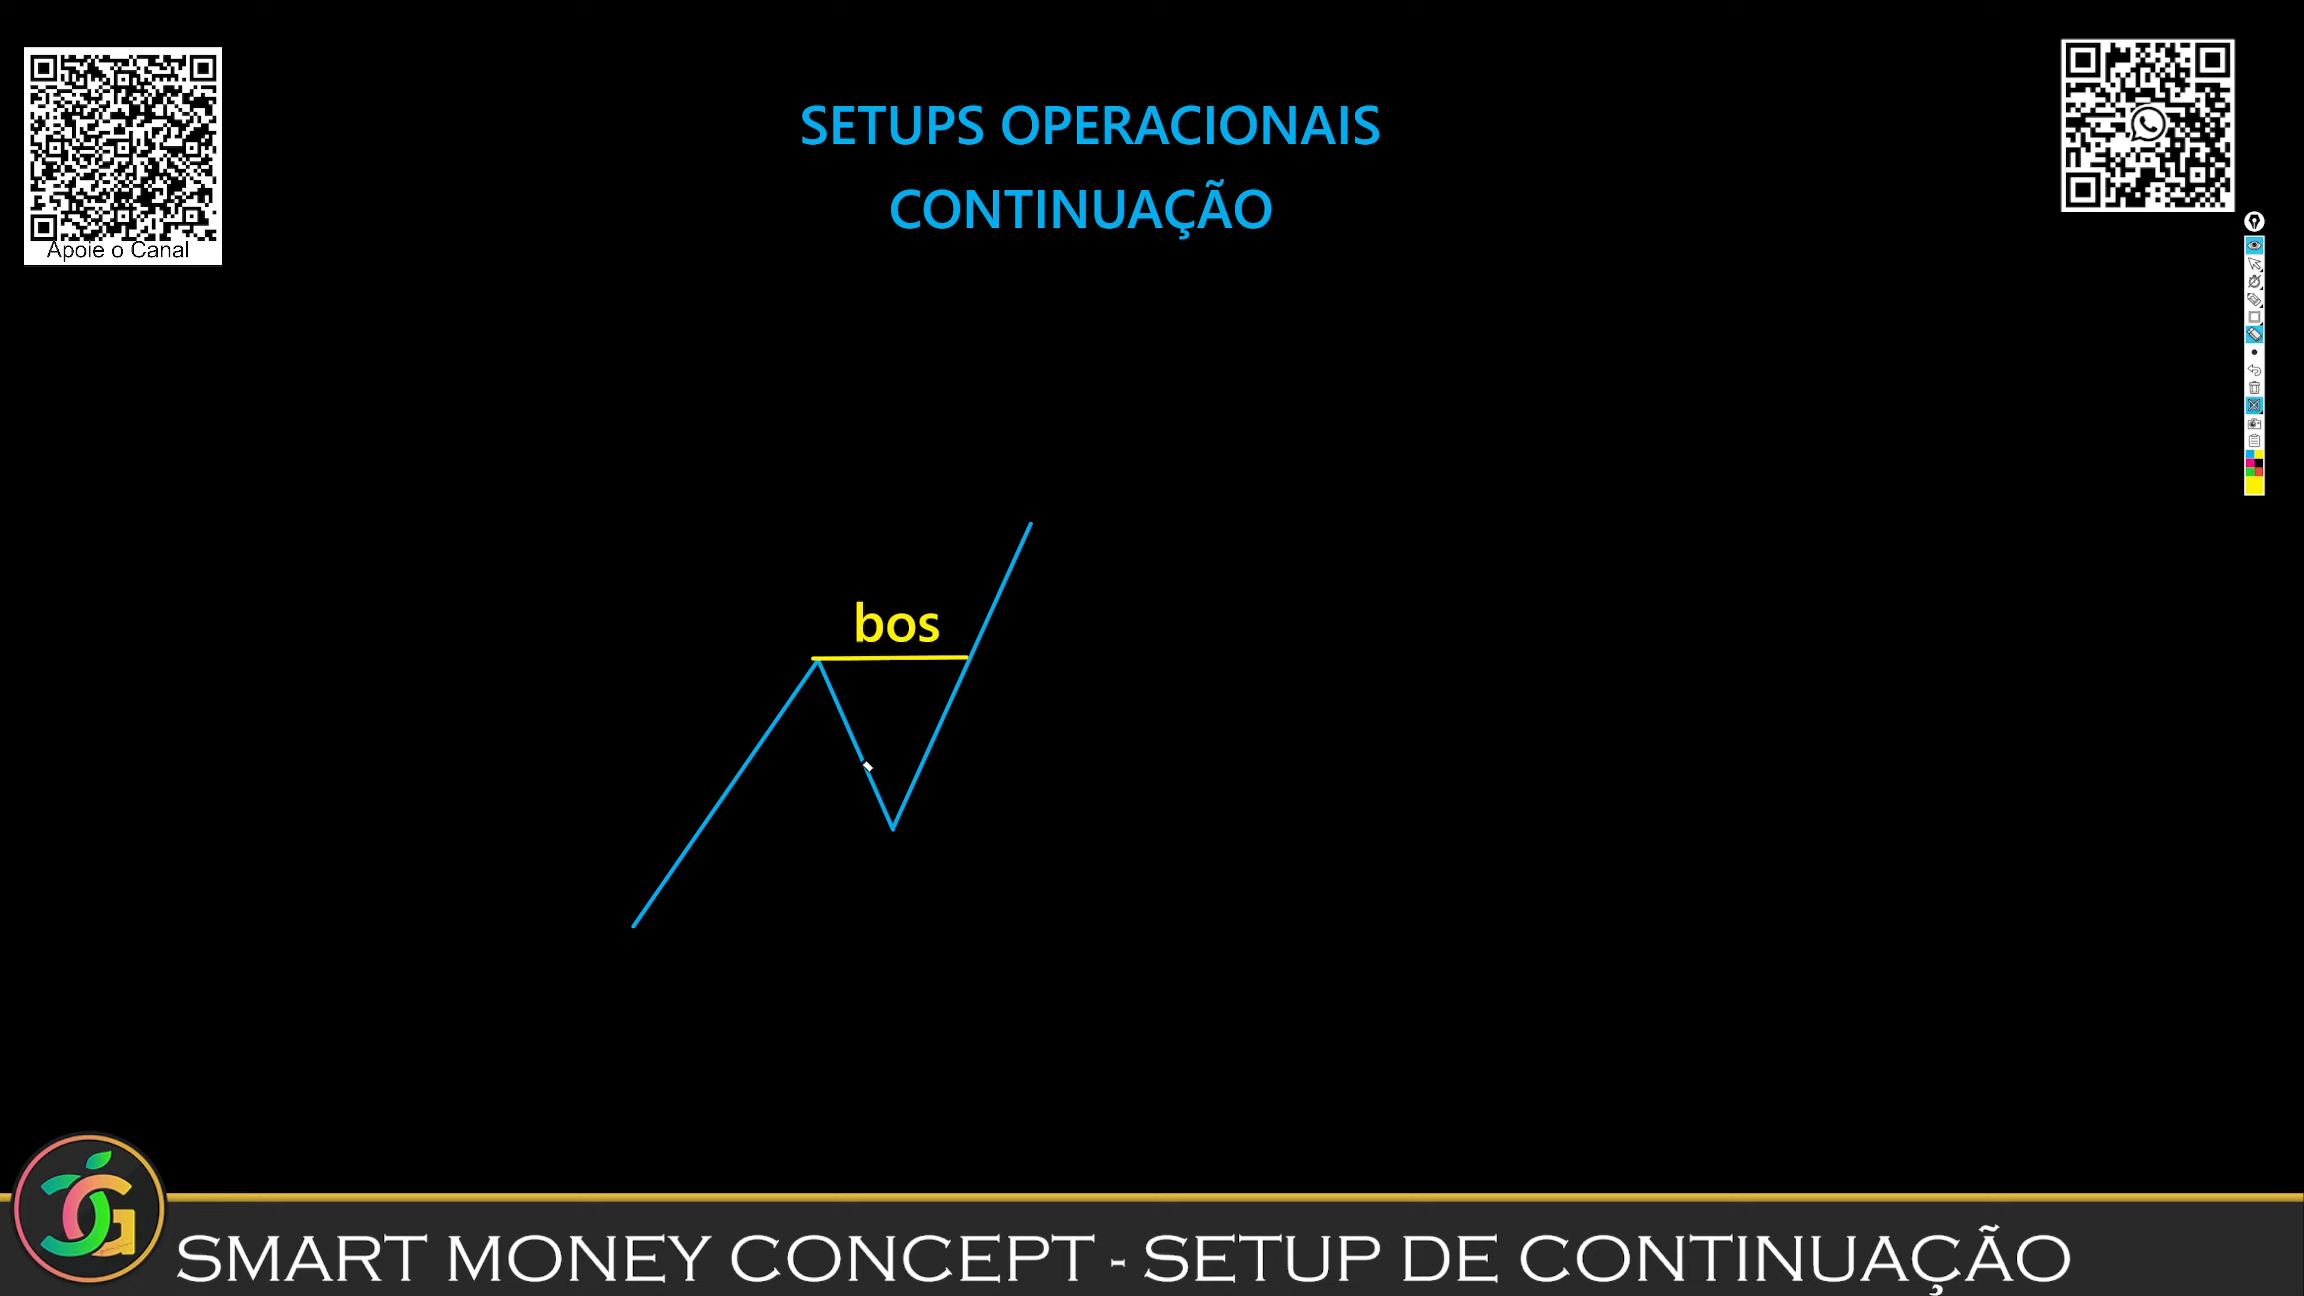 SETUPS OPERACIONAIS
CONTINUAÇÃO
Apoie o Canal
bos
SMART MONEY CONCEPT - SETUP DE CONTINUAÇÃO